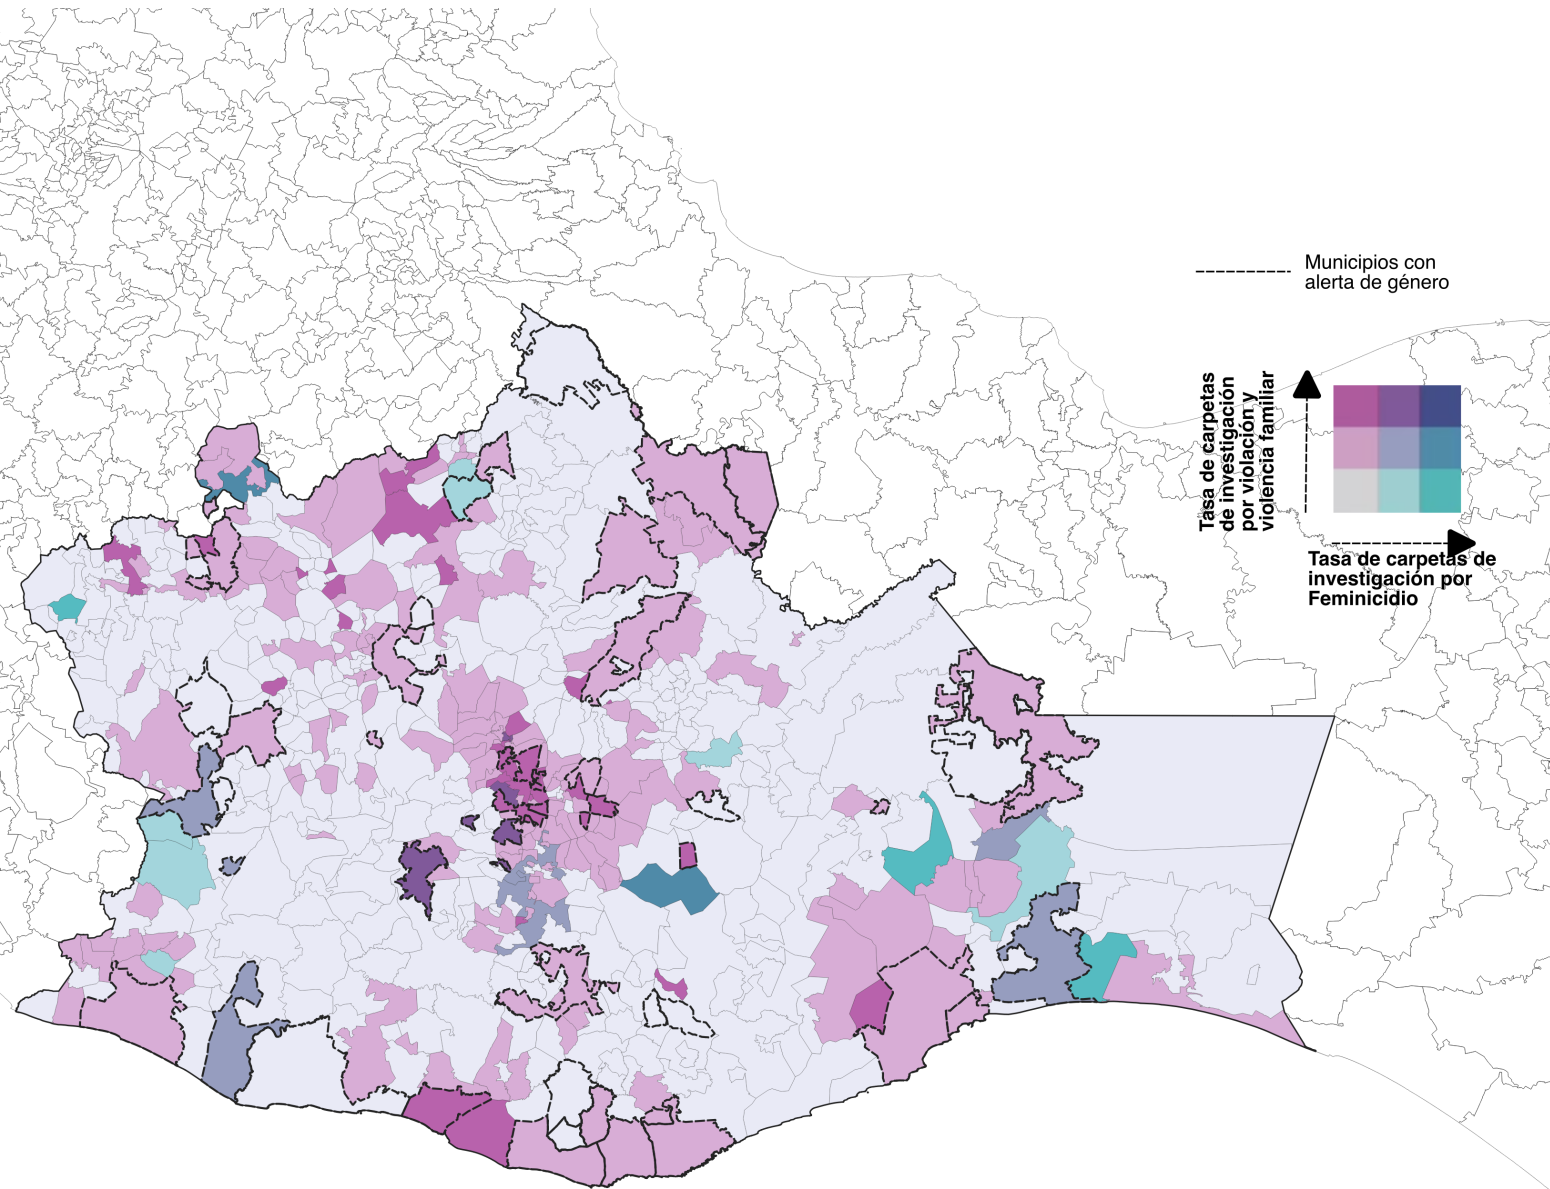 Municipios con
alerta de género
Tasa de carpetas
de investigación
por violación y
violencia familiar
Tasa de carpetas de
investigación por
Feminicidio